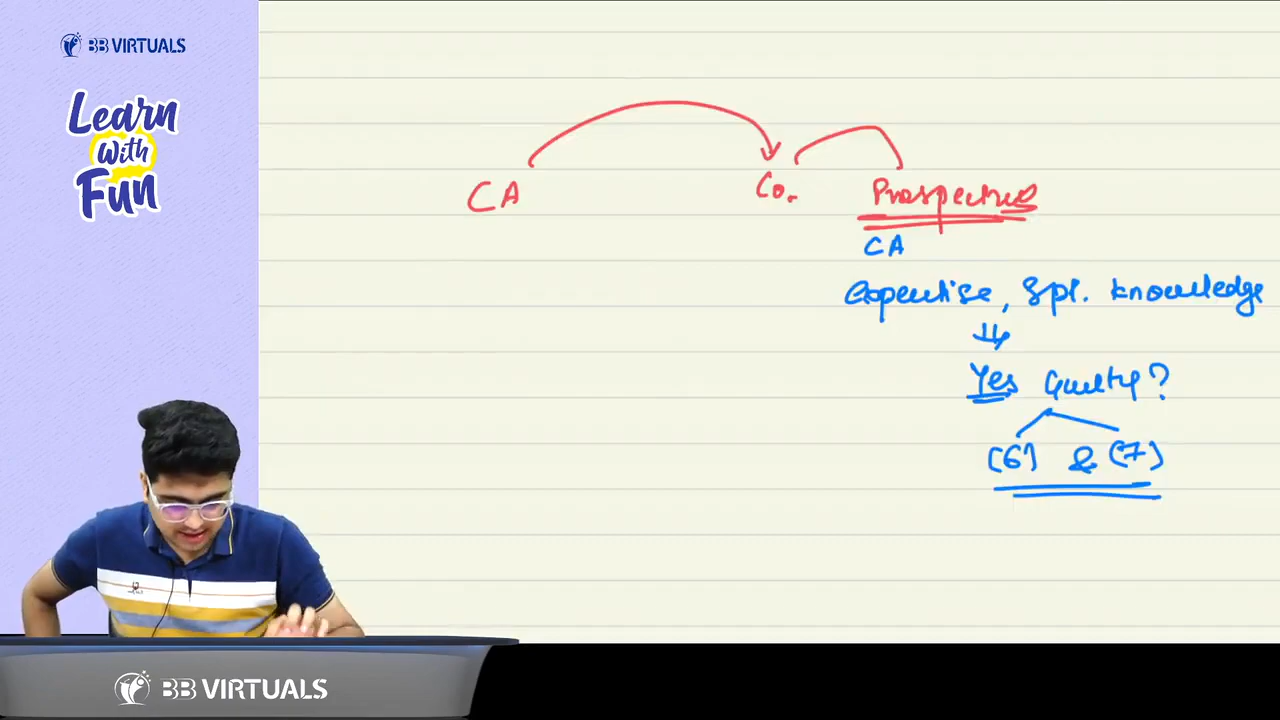 BB VIRTUALS
Learn
With
Fun
CA Co. Prospectus
CA
expertise, Spl. knowledge
Yes Guilty?
(6) & (7)
BB VIRTUALS